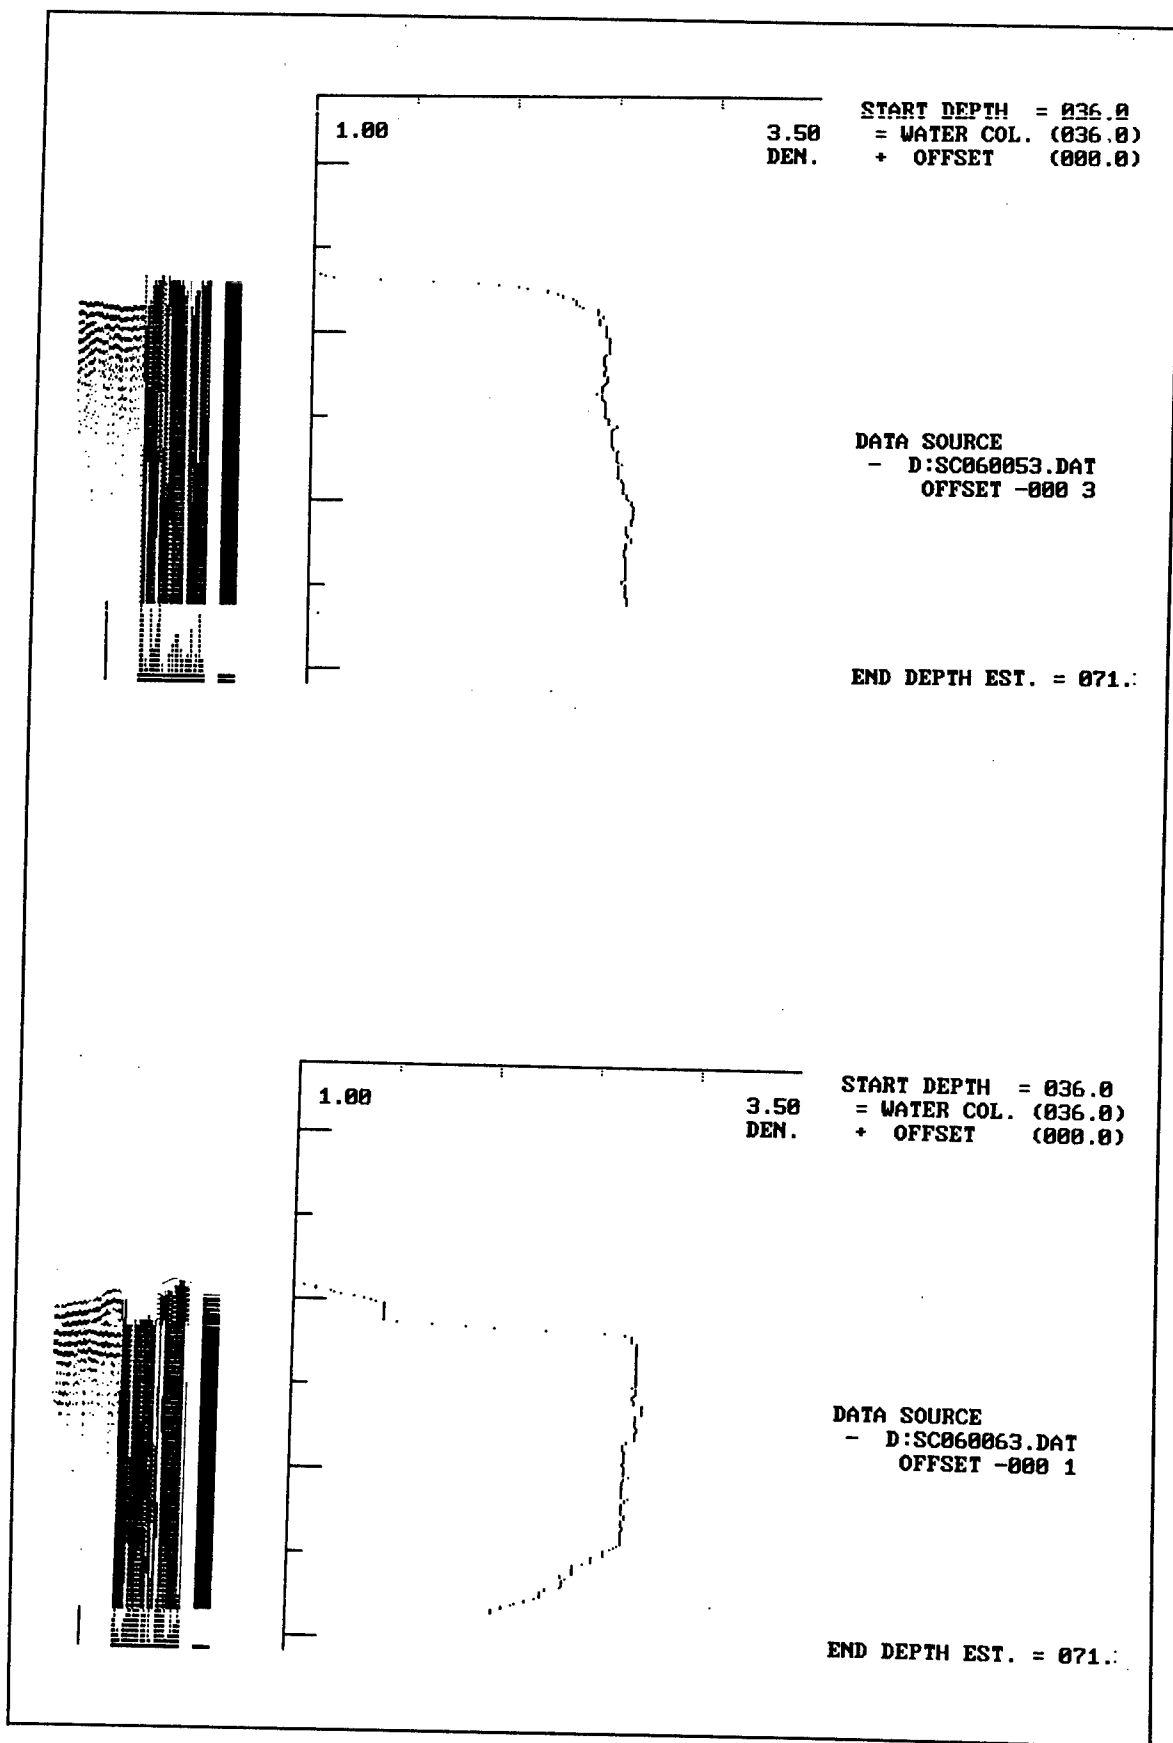 1.00
3.50
DEN.
START DEPTH = 036.0
= WATER COL. (036.0)
+ OFFSET (000.0)
DATA SOURCE
- D:SC060053.DAT
OFFSET -000 3
END DEPTH EST. = 071.
1.00
3.50
DEN.
START DEPTH = 036.0
= WATER COL. (036.0)
+ OFFSET (000.0)
DATA SOURCE
- D:SC060063.DAT
OFFSET -000 1
END DEPTH EST. = 071.